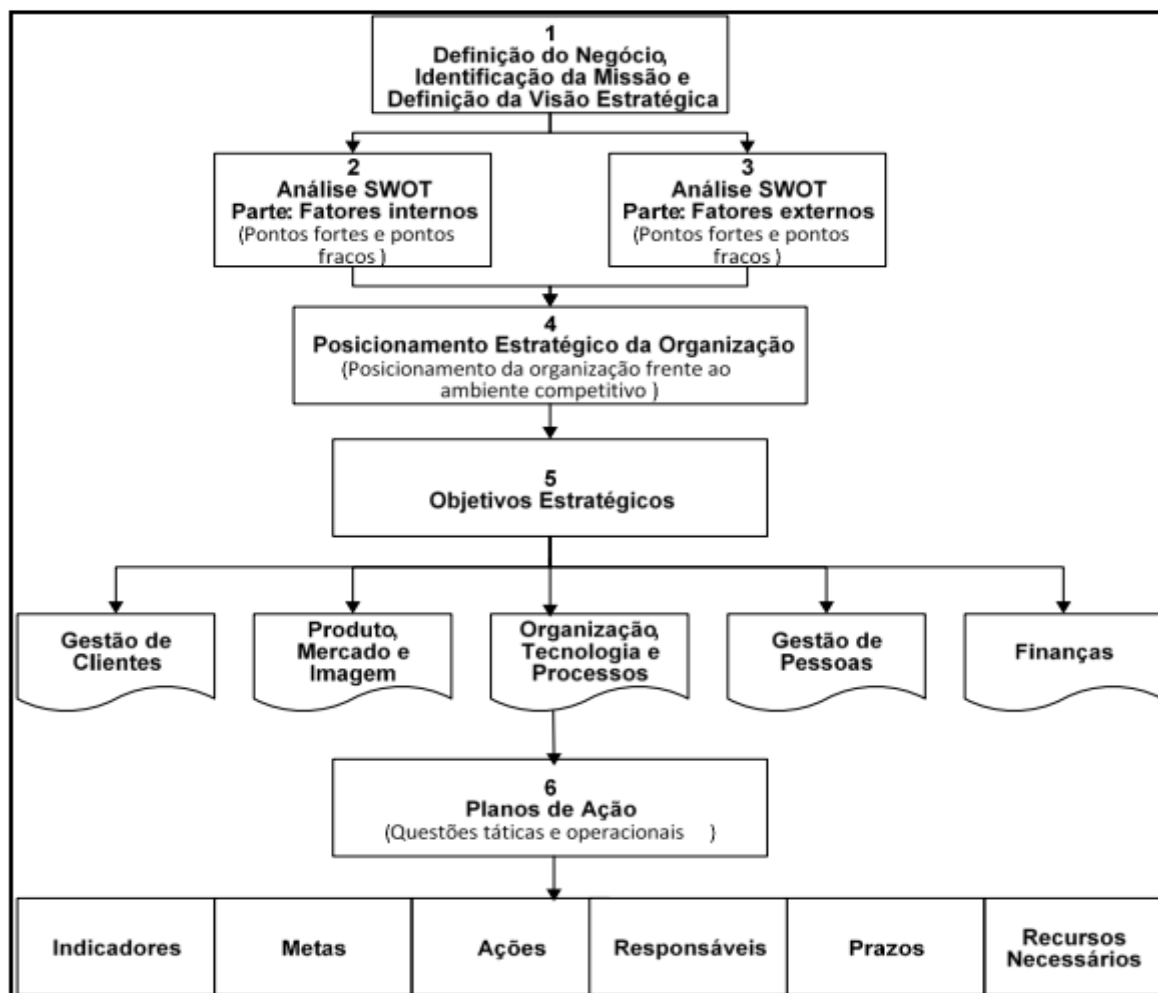 1
Definição do Negócio,
Identificação da Missão e
Definição da Visão Estratégica
2
Análise SWOT
Parte: Fatores internos
(Pontos fortes e pontos
fracos )
3
Análise SWOT
Parte: Fatores externos
(Pontos fortes e pontos
fracos )
4
Posicionamento Estratégico da Organização
(Posicionamento da organização frente ao
ambiente competitivo )
5
Objetivos Estratégicos
Gestão de
Clientes
Produto,
Mercado e
Imagem
Organização,
Tecnologia e
Processos
Gestão de
Pessoas
Finanças
6
Planos de Ação
(Questões táticas e operacionais )
Indicadores
Metas
Ações
Responsáveis
Prazos
Recursos
Necessários